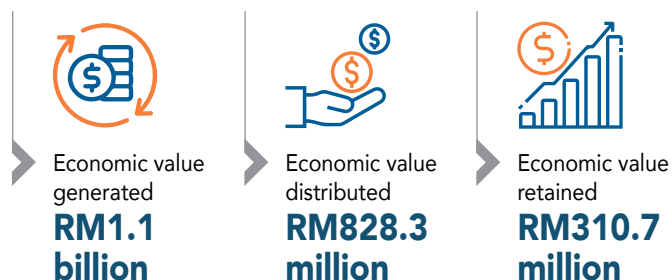 Economic value
generated
RM1.1
billion
Economic value
distributed
RM828.3
million
Economic value
retained
RM310.7
million